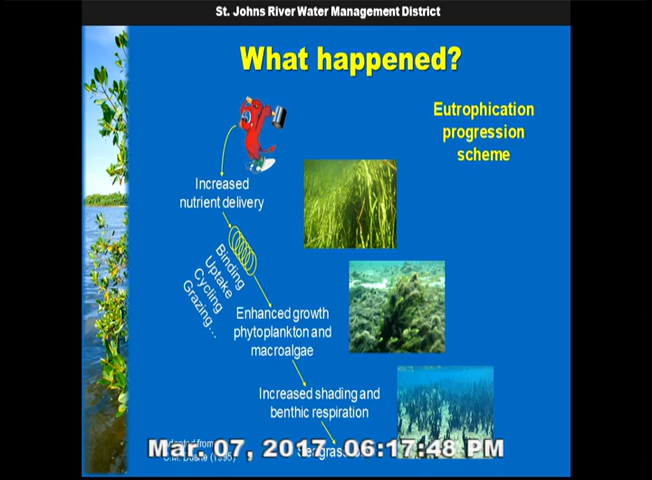 St. Johns River Water Management District
What happened?
Eutrophication
progression
scheme
Increased
nutrient delivery
Binding
Uptake
Cycling
Grazing...
Enhanced growth
phytoplankton and
macroalgae
Increased shading and
benthic respiration
Mar. 07, 2017 06:17:48 PM